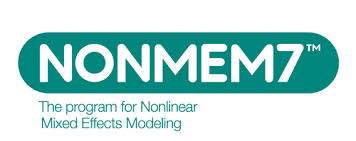 NONMEM7™
The program for Nonlinear
Mixed Effects Modeling